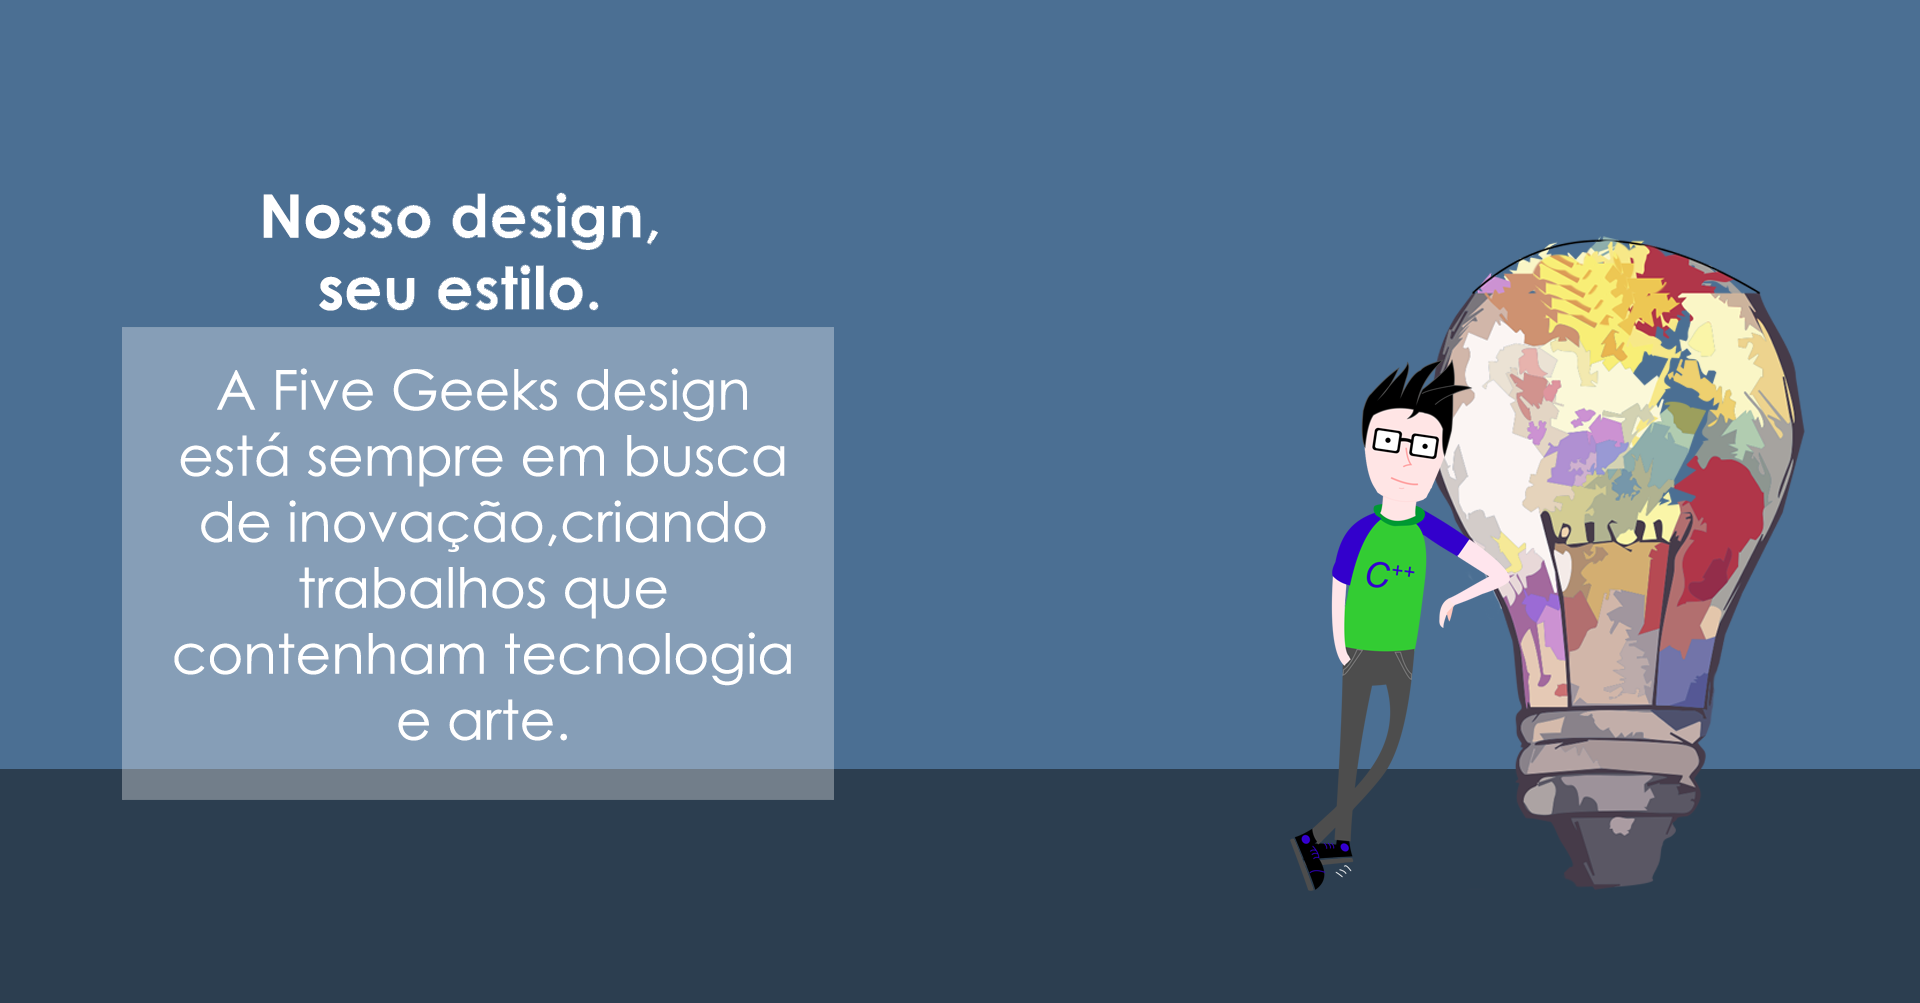 Nosso design,
seu estilo.
A Five Geeks design
está sempre em busca
de inovação,criando
trabalhos que
contenham tecnologia
e arte.
C++